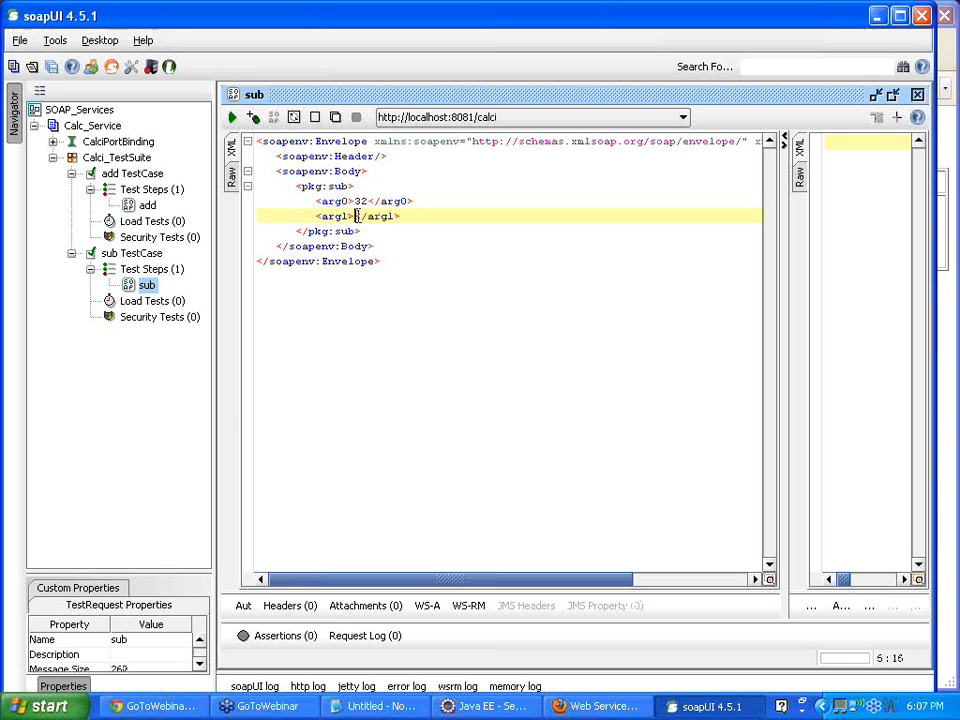 soapUI 4.5.1
File Tools Desktop Help
Search Fo...
Navigator
SOAP_Services
Calc_Service
CalciPortBinding
Calci_TestSuite
add TestCase
Test Steps (1)
add
Load Tests (0)
Security Tests (0)
sub TestCase
Test Steps (1)
sub
Load Tests (0)
Security Tests (0)
sub
http://localhost:8081/calci
XML
Raw
<soapenv:Envelope xmlns:soapenv="http://schemas.xmlsoap.org/soap/envelope/" x
<soapenv:Header/>
<soapenv:Body>
<pkg:sub>
<arg0>32</arg0>
<arg1></arg1>
</pkg:sub>
</soapenv:Body>
</soapenv:Envelope>
XML
Raw
Aut Headers (0) Attachments (0) WS-A WS-RM JMS Headers JMS Property (0)
... A... ... ... ...
Assertions (0) Request Log (0)
5 : 16
Custom Properties
TestRequest Properties
Property Value
Name sub
Description
Message Size 262
Properties
soapUI log http log jetty log error log wsrm log memory log
start GoToWebina... GoToWebinar Untitled - No... Java EE - Se... Web Service... soapUI 4.5.1 6:07 PM